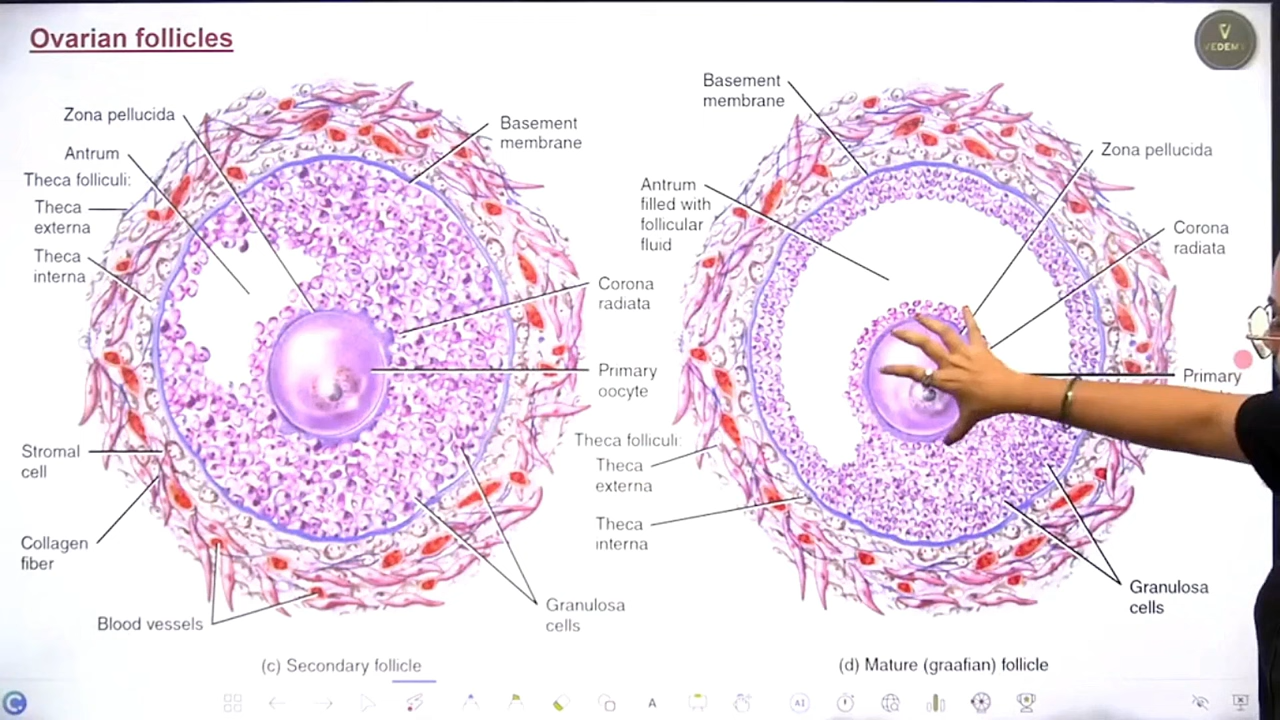 Ovarian follicles
VEDEM
Zona pellucida
Antrum
Theca folliculi:
Theca
externa
Theca
interna
Stromal
cell
Collagen
fiber
Blood vessels
Basement
membrane
Corona
radiata
Primary
oocyte
Granulosa
cells
(c) Secondary follicle
Basement
membrane
Antrum
filled with
follicular
fluid
Theca folliculi:
Theca
externa
Theca
interna
Zona pellucida
Corona
radiata
Primary
Granulosa
cells
(d) Mature (graafian) follicle
A
AI